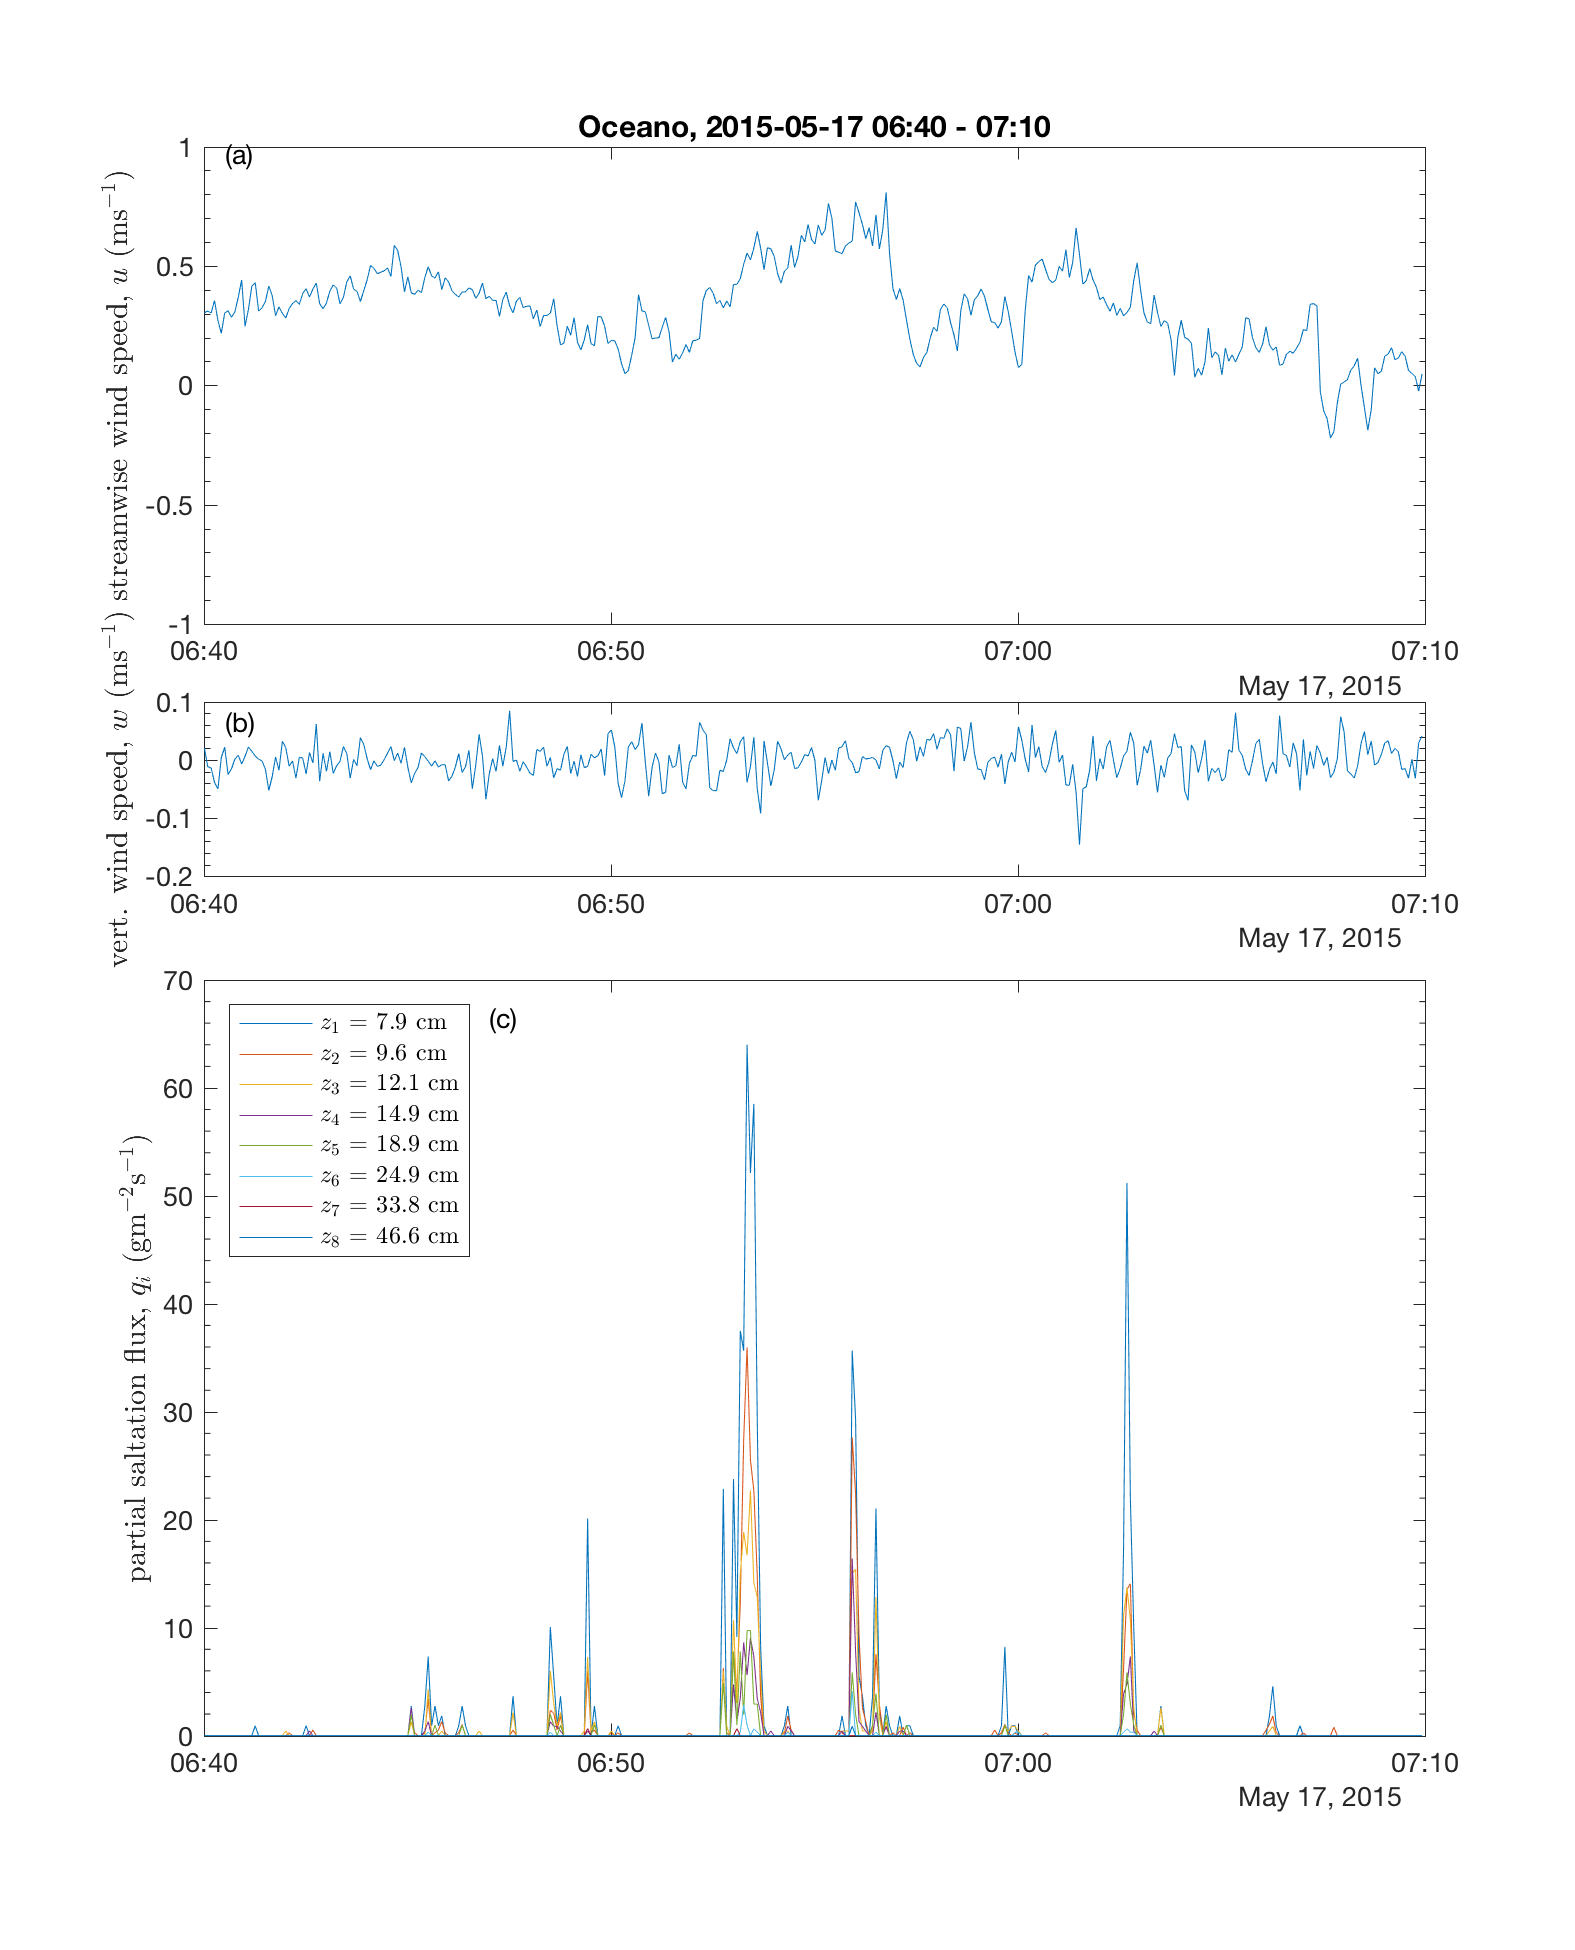 Oceano, 2015-05-17 06:40 - 07:10
(a)
streamwise wind speed, u (ms⁻¹)
1
0.5
0
-0.5
-1
06:40 06:50 07:00 07:10
May 17, 2015
(b)
vert. wind speed, w (ms⁻¹)
0.1
0
-0.1
-0.2
06:40 06:50 07:00 07:10
May 17, 2015
(c)
partial saltation flux, qᵢ (gm⁻²s⁻¹)
70
60
50
40
30
20
10
0
z₁ = 7.9 cm
z₂ = 9.6 cm
z₃ = 12.1 cm
z₄ = 14.9 cm
z₅ = 18.9 cm
z₆ = 24.9 cm
z₇ = 33.8 cm
z₈ = 46.6 cm
06:40 06:50 07:00 07:10
May 17, 2015